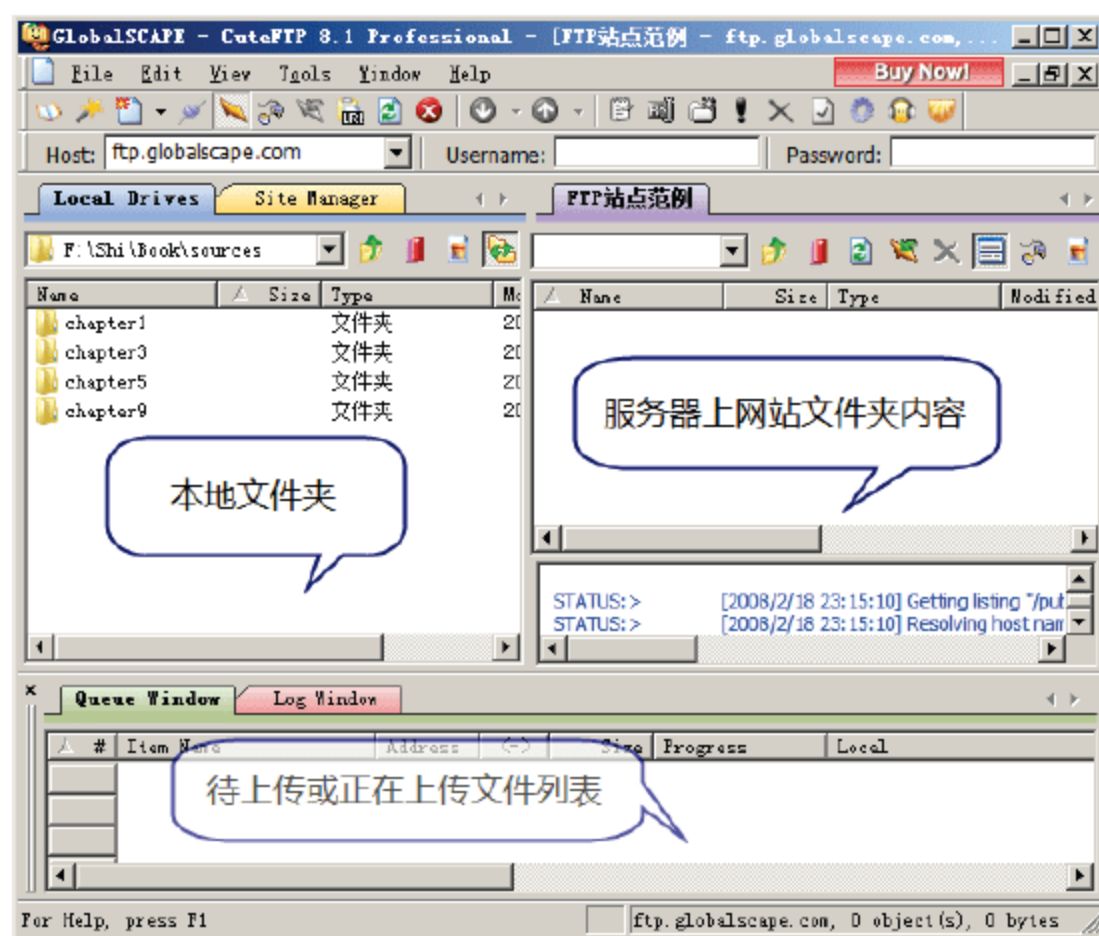 GlobalSCAPE - CuteFTP 8.1 Professional - [FTP站点范例 - ftp.globalscape.com,...
File Edit View Tools Window Help Buy Now!
URL
Host: ftp.globalscape.com Username: Password:
Local Drives Site Manager FTP站点范例
F:\Shi\Book\sources
Name Size Type Mo Name Size Type Modified
chapter1 文件夹 20
chapter3 文件夹 20
chapter5 文件夹 20
chapter9 文件夹 20
服务器上网站文件夹内容
本地文件夹
STATUS:> [2008/2/18 23:15:10] Getting listing "/put
STATUS:> [2008/2/18 23:15:10] Resolving host nam
Queue Window Log Window
# Item Name Address <-> Size Progress Local
待上传或正在上传文件列表
For Help, press F1 ftp.globalscape.com, 0 object(s), 0 bytes